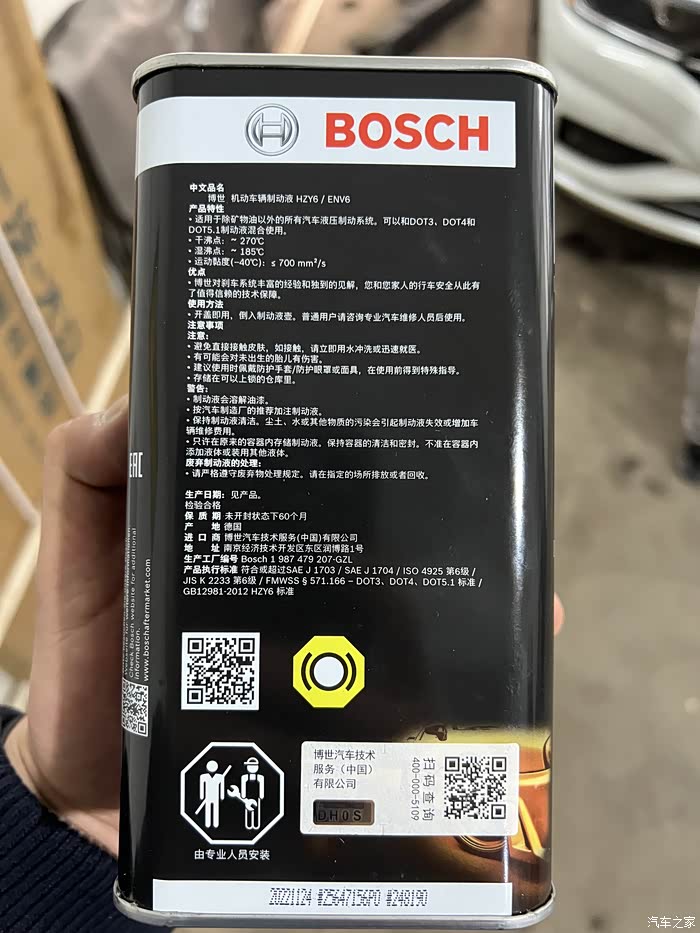 BOSCH
中文品名
博世 机动车辆制动液 HZY6 / ENV6
产品特性
• 适用于除矿物油以外的所有汽车液压制动系统。可以和DOT3、DOT4和
DOT5.1制动液混合使用。
• 干沸点：~ 270℃
• 湿沸点：~ 185℃
• 运动黏度(−40℃)：≤ 700 mm²/s
优点
• 博世对刹车系统丰富的经验和独到的见解，您和您家人的行车安全从此有
了值得信赖的技术保障。
使用方法
• 开盖即用，倒入制动液壶。普通用户请咨询专业汽车维修人员后使用。
注意事项
注意：
• 避免直接接触皮肤，如接触，请立即用水冲洗或迅速就医。
• 有可能会对未出生的胎儿有伤害。
• 建议使用时佩戴防护手套/防护眼罩或面具，在使用前得到特殊指导。
• 存储在可以上锁的仓库里。
警告：
• 制动液会溶解油漆。
• 按汽车制造厂的推荐加注制动液。
• 保持制动液清洁。尘土、水或其他物质的污染会引起制动液失效或增加车
辆维修费用。
• 只许在原来的容器内存储制动液。保持容器的清洁和密封。不准在容器内
添加液体或装用其他液体。
废弃制动液的处理：
• 请严格遵守废弃物处理规定。请在指定的场所排放或者回收。
生产日期：见产品。
检验合格
保 质 期 未开封状态下60个月
产 地 德国
进 口 商 博世汽车技术服务(中国)有限公司
地 址 南京经济技术开发区东区润博路1号
生产工厂编号 Bosch 1 987 479 207-GZL
产品执行标准 符合或超过SAE J 1703 / SAE J 1704 / ISO 4925 第6级 /
JIS K 2233 第6级 / FMWSS § 571.166 – DOT3、DOT4、DOT5.1 标准 /
GB12981-2012 HZY6 标准
EAC
Check Bosch website for additional
information.
www.boschaftermarket.com
博世汽车技术
服务（中国）
有限公司
DH0S
扫码查询
400-000-5109
由专业人员安装
20221124 #25647156P0 #248190
汽车之家